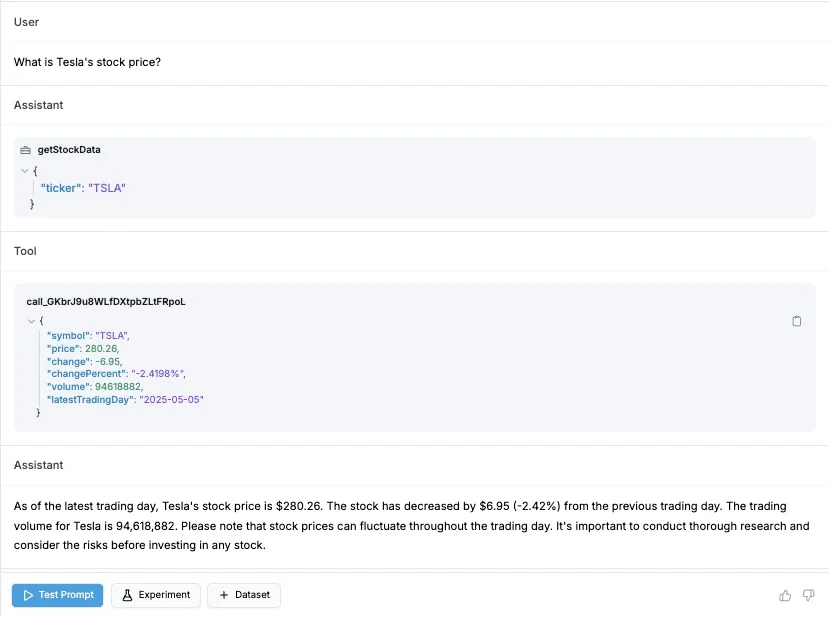 User
What is Tesla's stock price?
Assistant
getStockData
{
"ticker": "TSLA"
}
Tool
call_GKbrJ9u8WLfDXtpbZLtFRpoL
{
"symbol": "TSLA",
"price": 280.26,
"change": -6.95,
"changePercent": "-2.4198%",
"volume": 94618882,
"latestTradingDay": "2025-05-05"
}
Assistant
As of the latest trading day, Tesla's stock price is $280.26. The stock has decreased by $6.95 (-2.42%) from the previous trading day. The trading
volume for Tesla is 94,618,882. Please note that stock prices can fluctuate throughout the trading day. It's important to conduct thorough research and
consider the risks before investing in any stock.
Test Prompt Experiment + Dataset